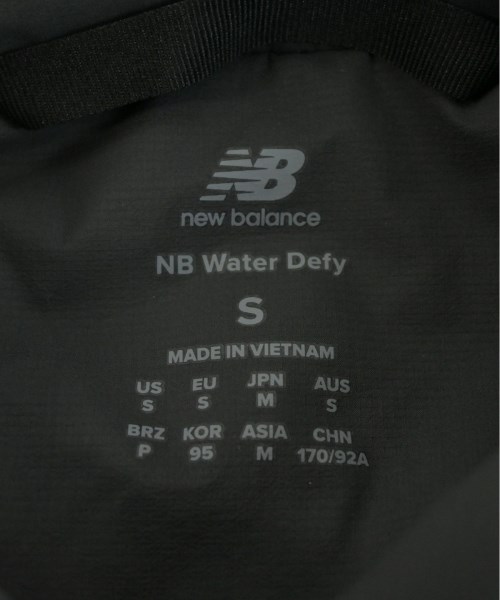 NB
new balance
NB Water Defy
S
MADE IN VIETNAM
US EU JPN AUS
S S M S
BRZ KOR ASIA CHN
P 95 M 170/92A